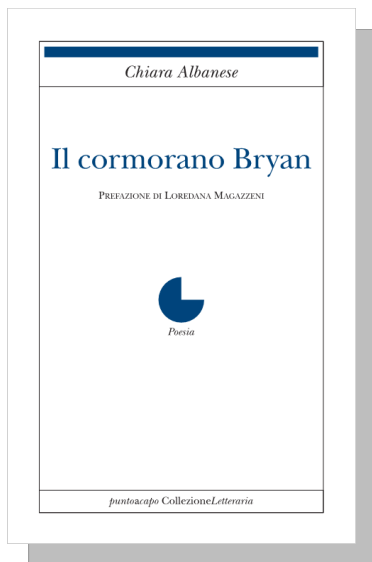 Chiara Albanese
Il cormorano Bryan
Prefazione di Loredana Magazzeni
Poesia
puntoacapo CollezioneLetteraria